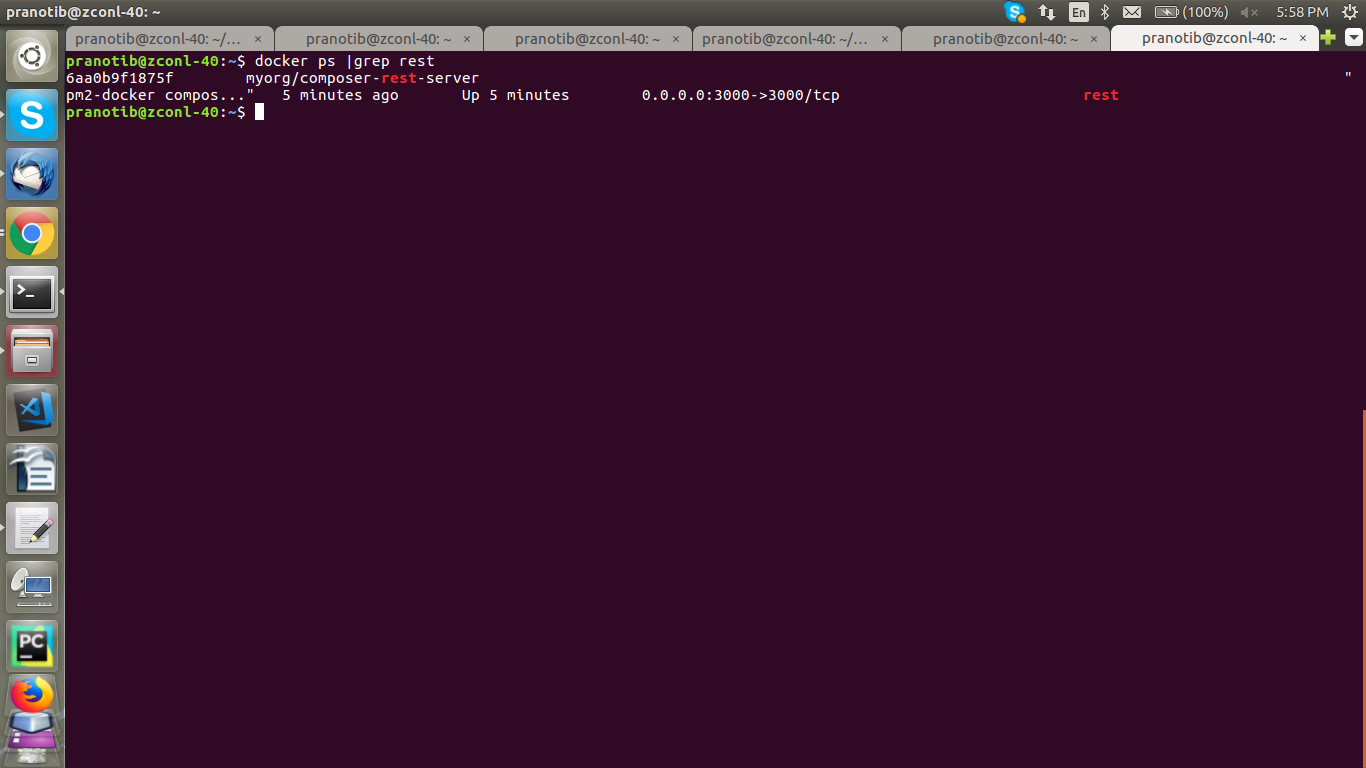 pranotib@zconl-40: ~
En
(100%)
5:58 PM
pranotib@zconl-40: ~/... ×
pranotib@zconl-40: ~ ×
pranotib@zconl-40: ~ ×
pranotib@zconl-40: ~/... ×
pranotib@zconl-40: ~ ×
pranotib@zconl-40: ~ ×
pranotib@zconl-40:~$ docker ps |grep rest
6aa0b9f1875f        myorg/composer-rest-server                                                                                                "
pm2-docker compos..."   5 minutes ago       Up 5 minutes        0.0.0.0:3000->3000/tcp                           rest
pranotib@zconl-40:~$
S
>_
PC